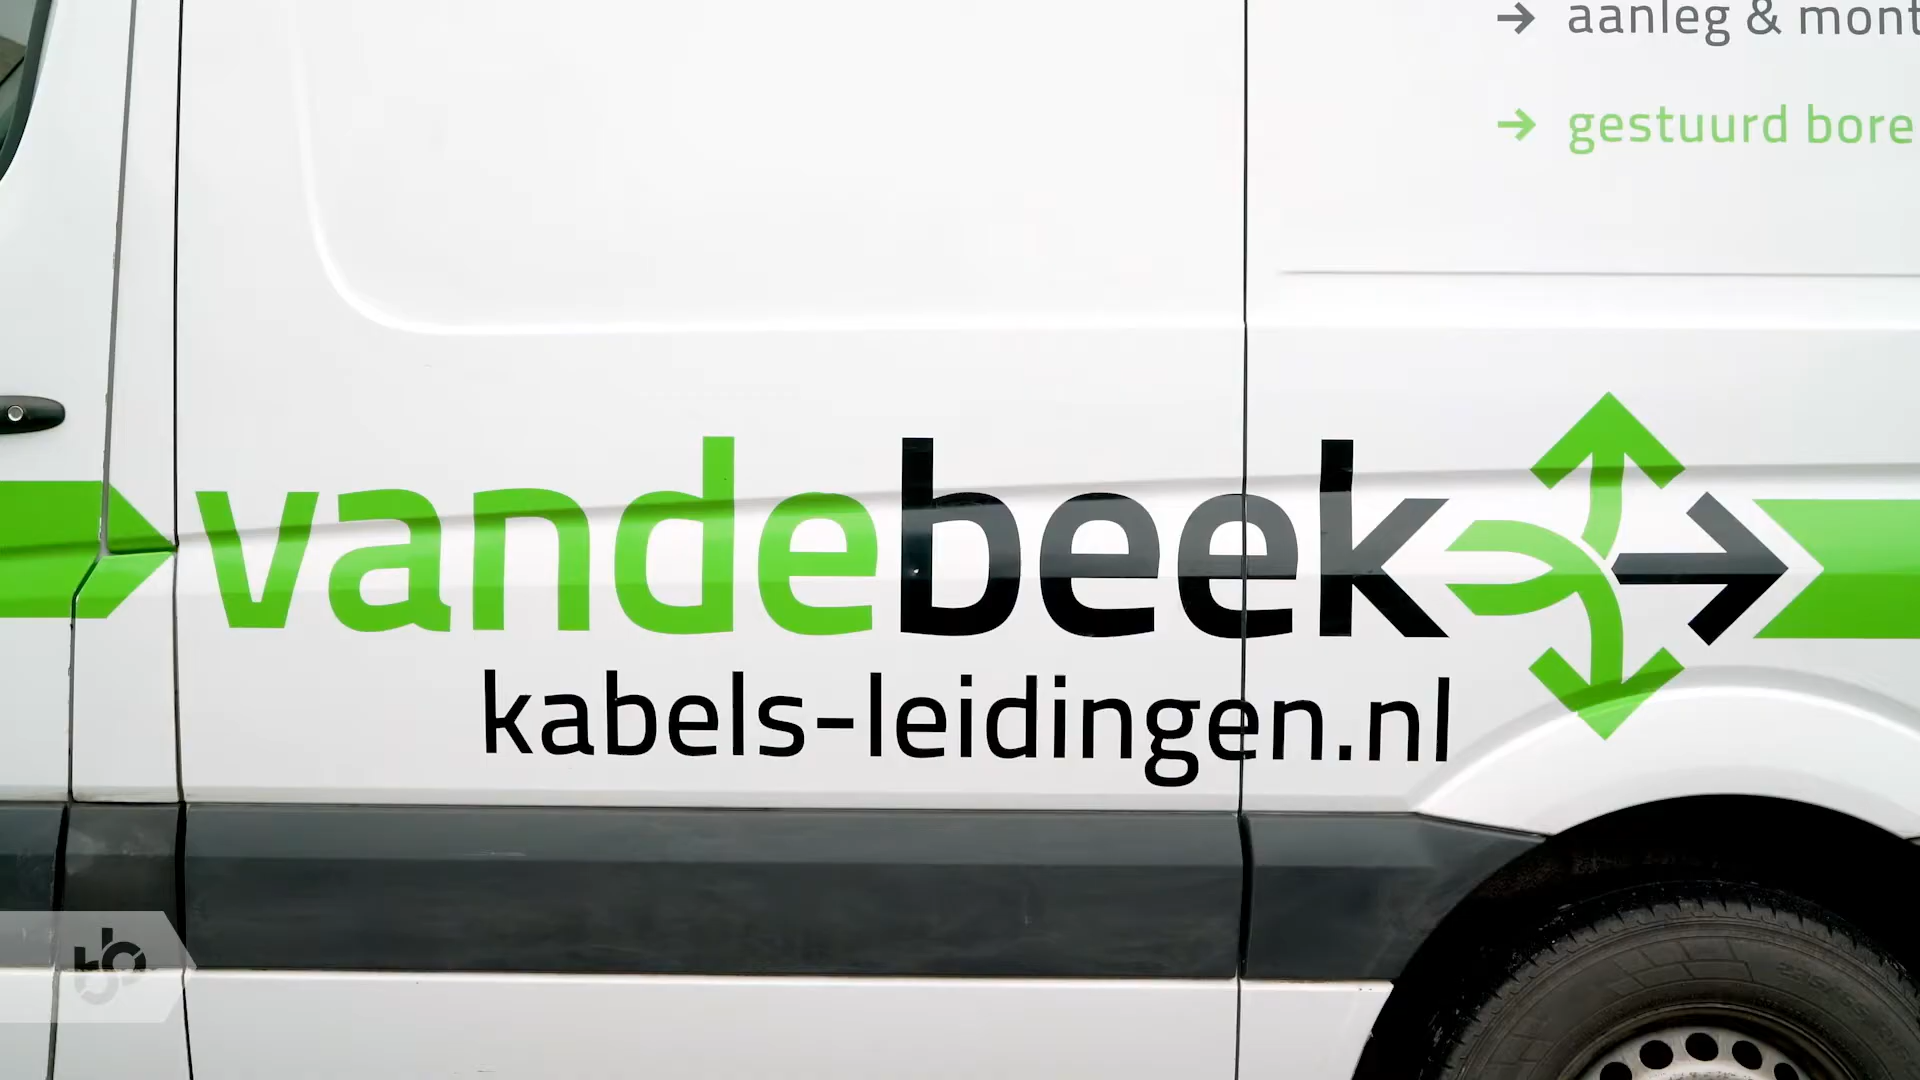 → aanleg & mont
→ gestuurd bore
vandebeek
kabels-leidingen.nl